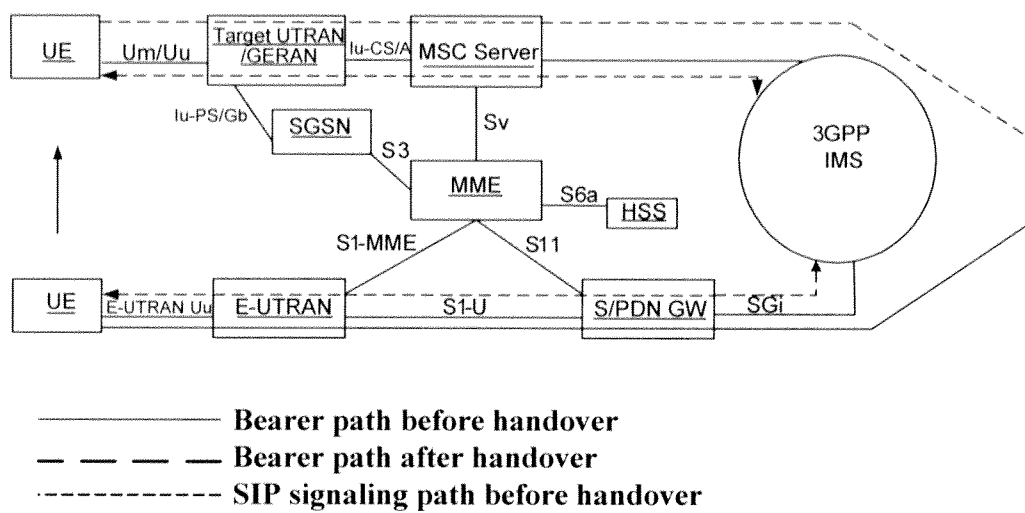 UE
Um/Uu
Target UTRAN
/GERAN
Iu-CS/A
MSC Server
Iu-PS/Gb
SGSN
S3
Sv
3GPP
IMS
MME
S6a
HSS
S1-MME
S11
UE
E-UTRAN Uu
E-UTRAN
S1-U
S/PDN GW
SGi
Bearer path before handover
Bearer path after handover
SIP signaling path before handover